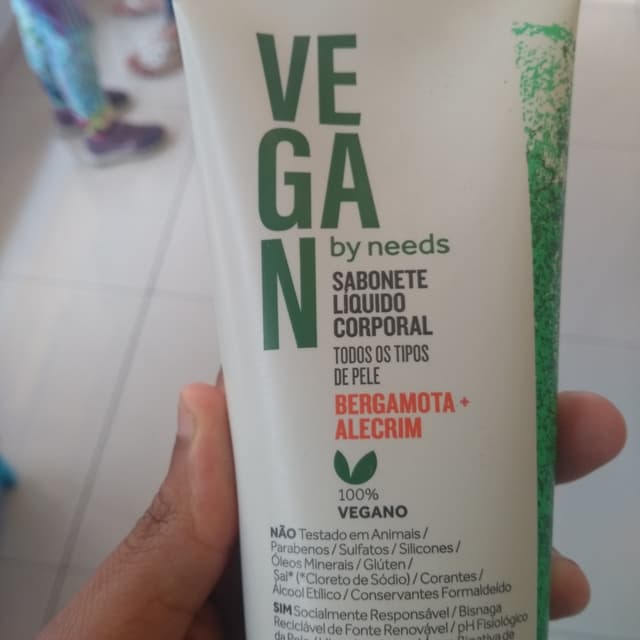 VE
GA
N
by needs
SABONETE
LÍQUIDO
CORPORAL
TODOS OS TIPOS
DE PELE
BERGAMOTA +
ALECRIM
100%
VEGANO
NÃO Testado em Animais /
Parabenos / Sulfatos / Silicones /
Óleos Minerais / Glúten /
Sal* (*Cloreto de Sódio) / Corantes /
Álcool Etílico / Conservantes Formaldeído
SIM Socialmente Responsável / Bisnaga
Reciclável de Fonte Renovável / pH Fisiológico
da Pele